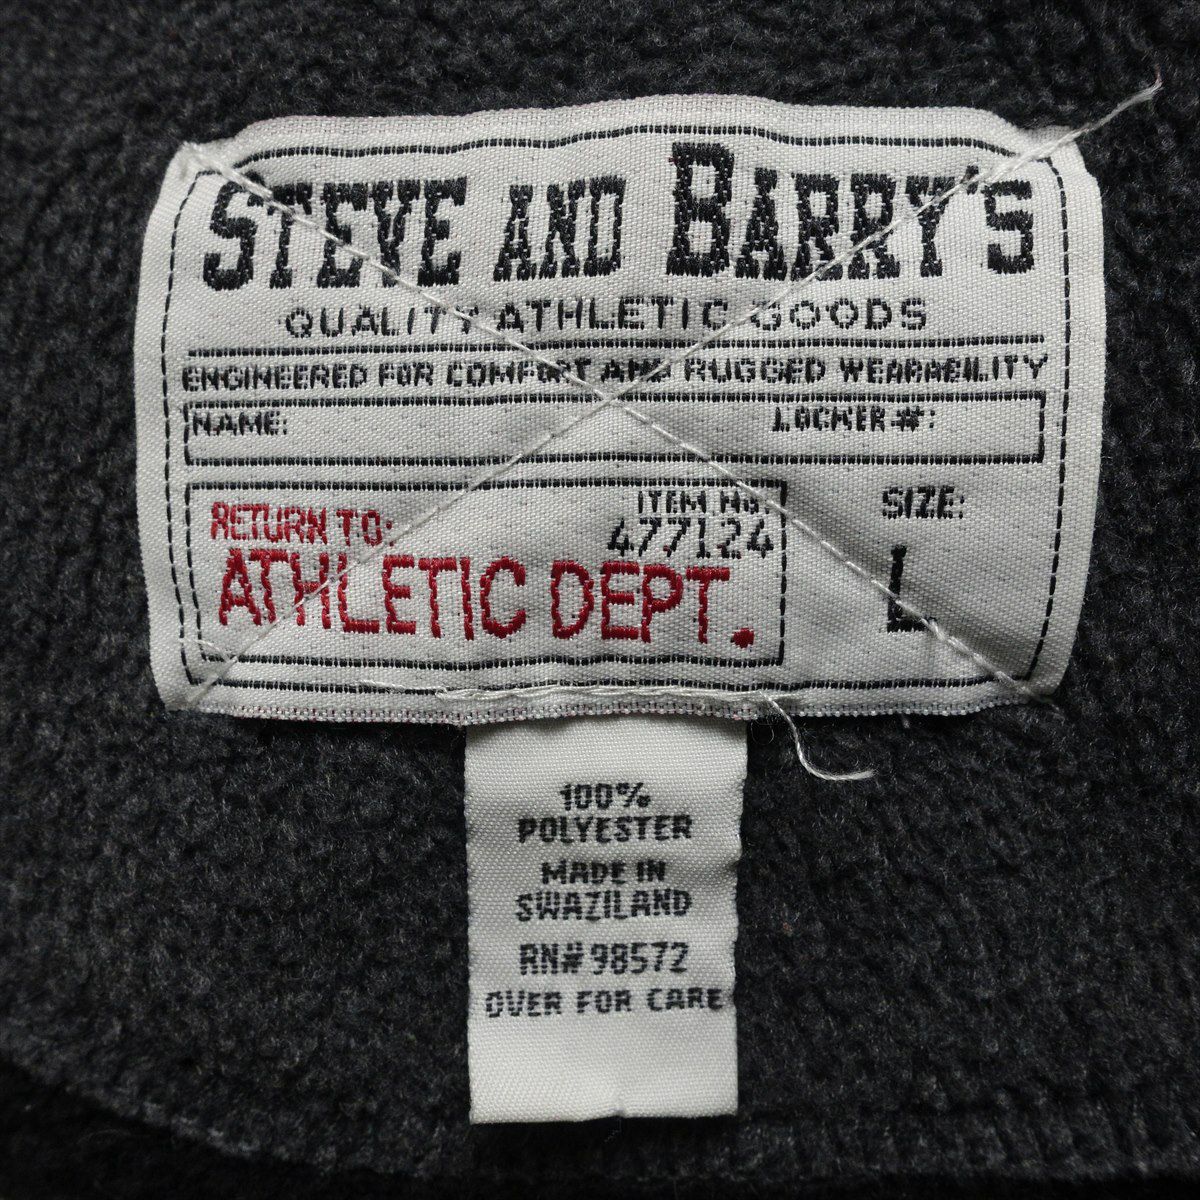 STEVE AND BARRY'S
QUALITY ATHLETIC GOODS
ENGINEERED FOR COMFORT AND RUGGED WEARABILITY
NAME: LOCKER #:
RETURN TO: ITEM NO: SIZE:
477124
ATHLETIC DEPT. L
100%
POLYESTER
MADE IN
SWAZILAND
RN# 98572
OVER FOR CARE